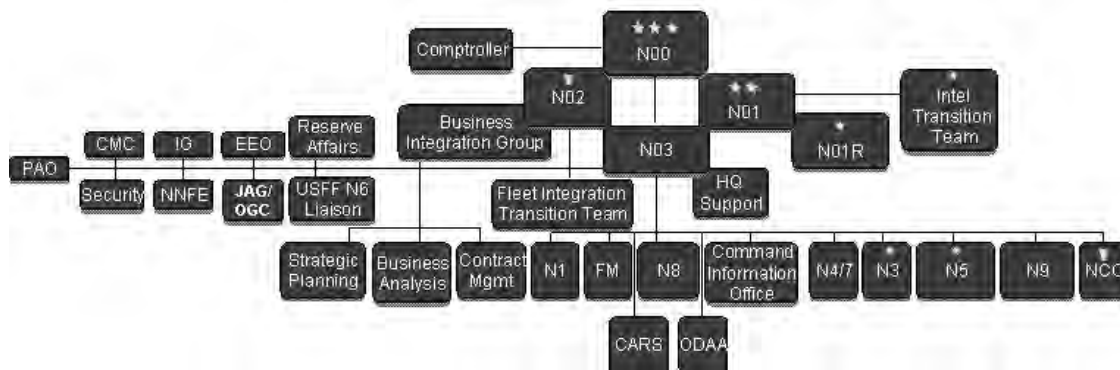 Comptroller
N00
N02
N01
Intel
Transition
Team
N01R
N03
Business
Integration Group
Reserve
Affairs
CMC
IG
EEO
PAO
Security
NNFE
JAG/
OGC
USFF N6
Liaison
Fleet Integration
Transition Team
HQ
Support
Strategic
Planning
Business
Analysis
Contract
Mgmt
N1
FM
N8
Command
Information
Office
N4/7
N3
N5
N9
CARS
ODAA